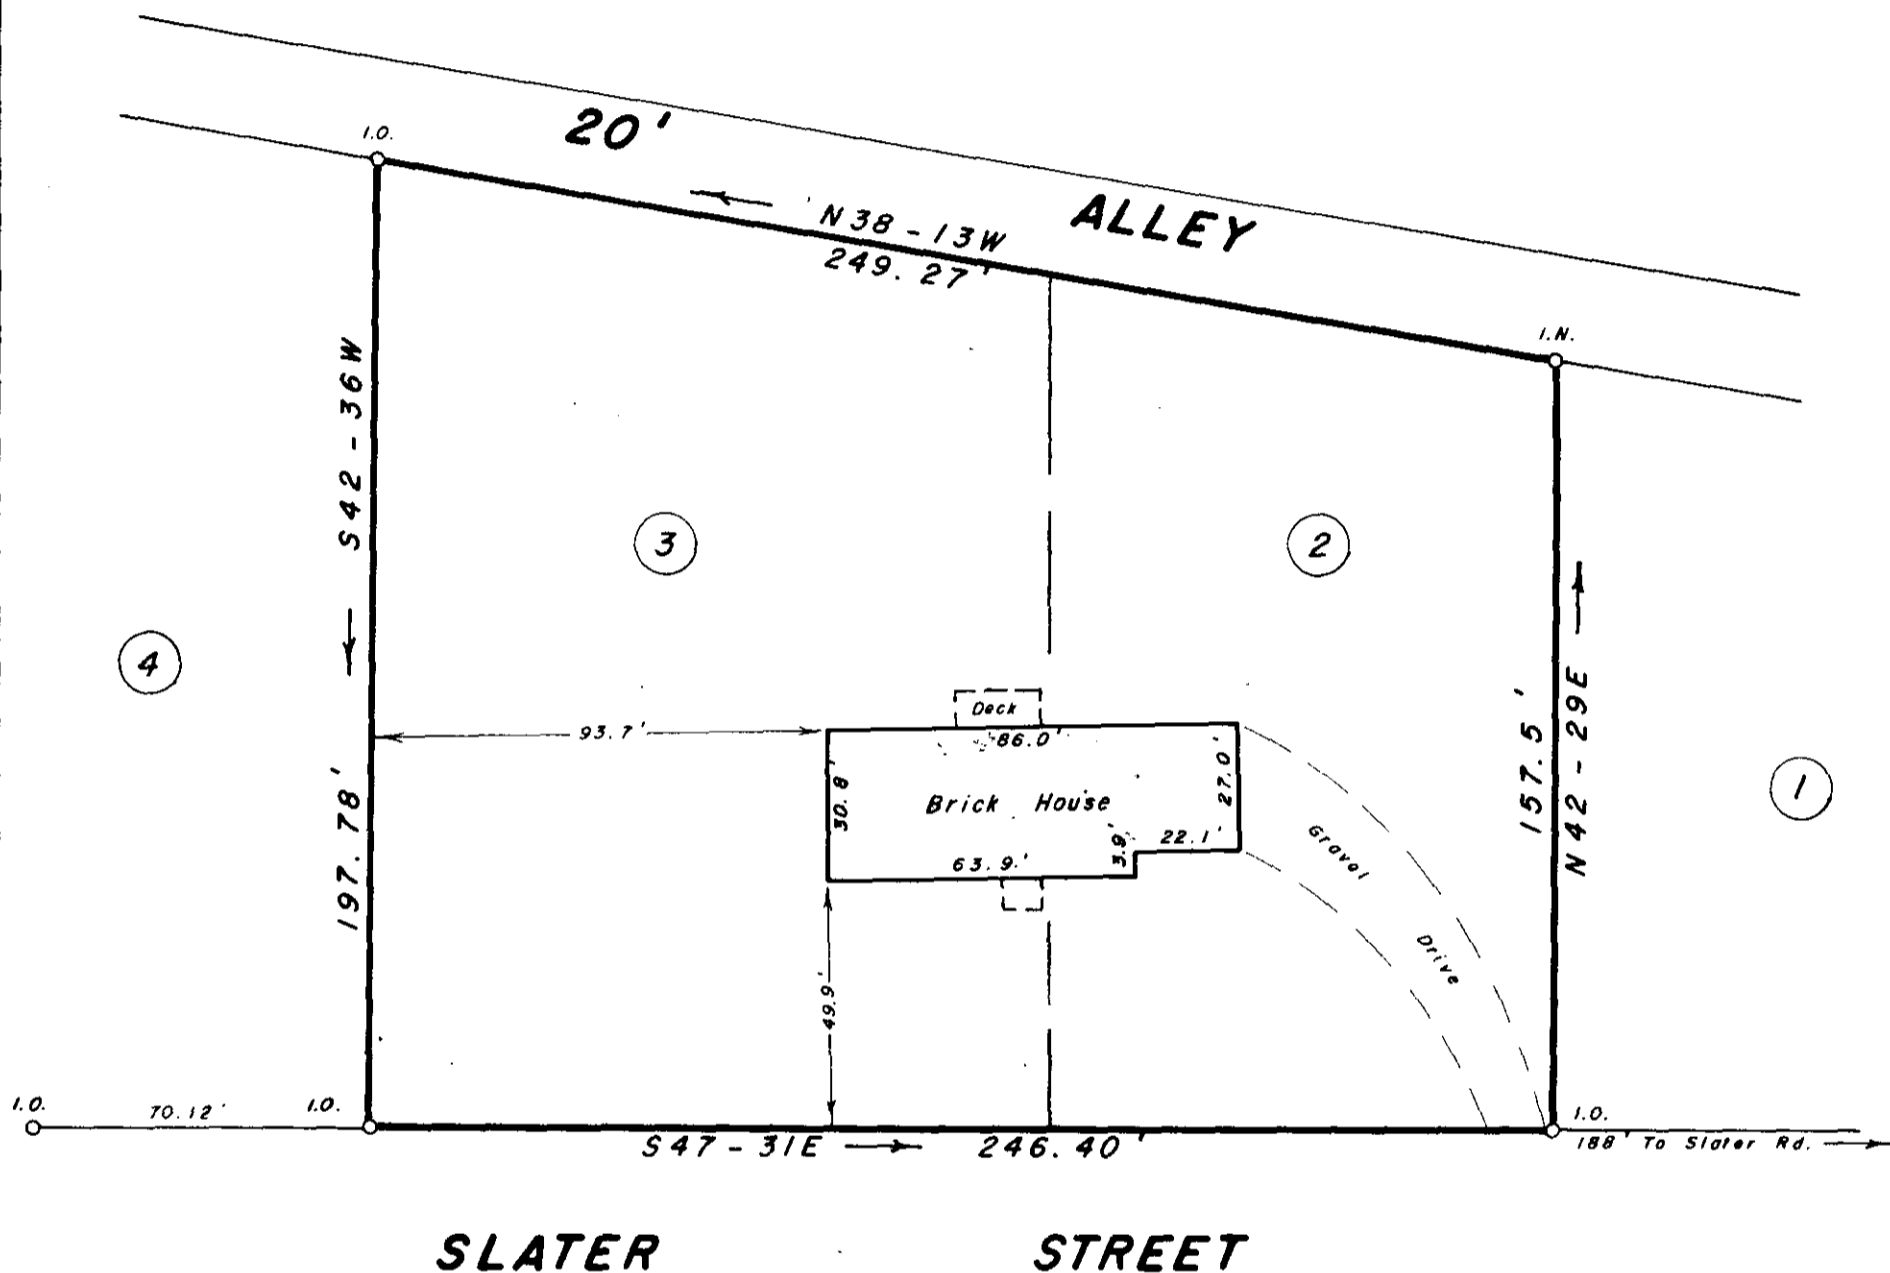 20' ALLEY
I.O.
N38-13W
249.27'
I.N.
S42-36W
197.78'
3
2
4
1
157.5'
N42-29E
93.7'
Deck
86.0'
30.8'
Brick House
27.0'
3.9'
22.1'
63.9'
49.9'
Gravel
Drive
I.O.
70.12'
I.O.
I.O.
S47-31E
246.40'
188' To Slater Rd.
SLATER STREET